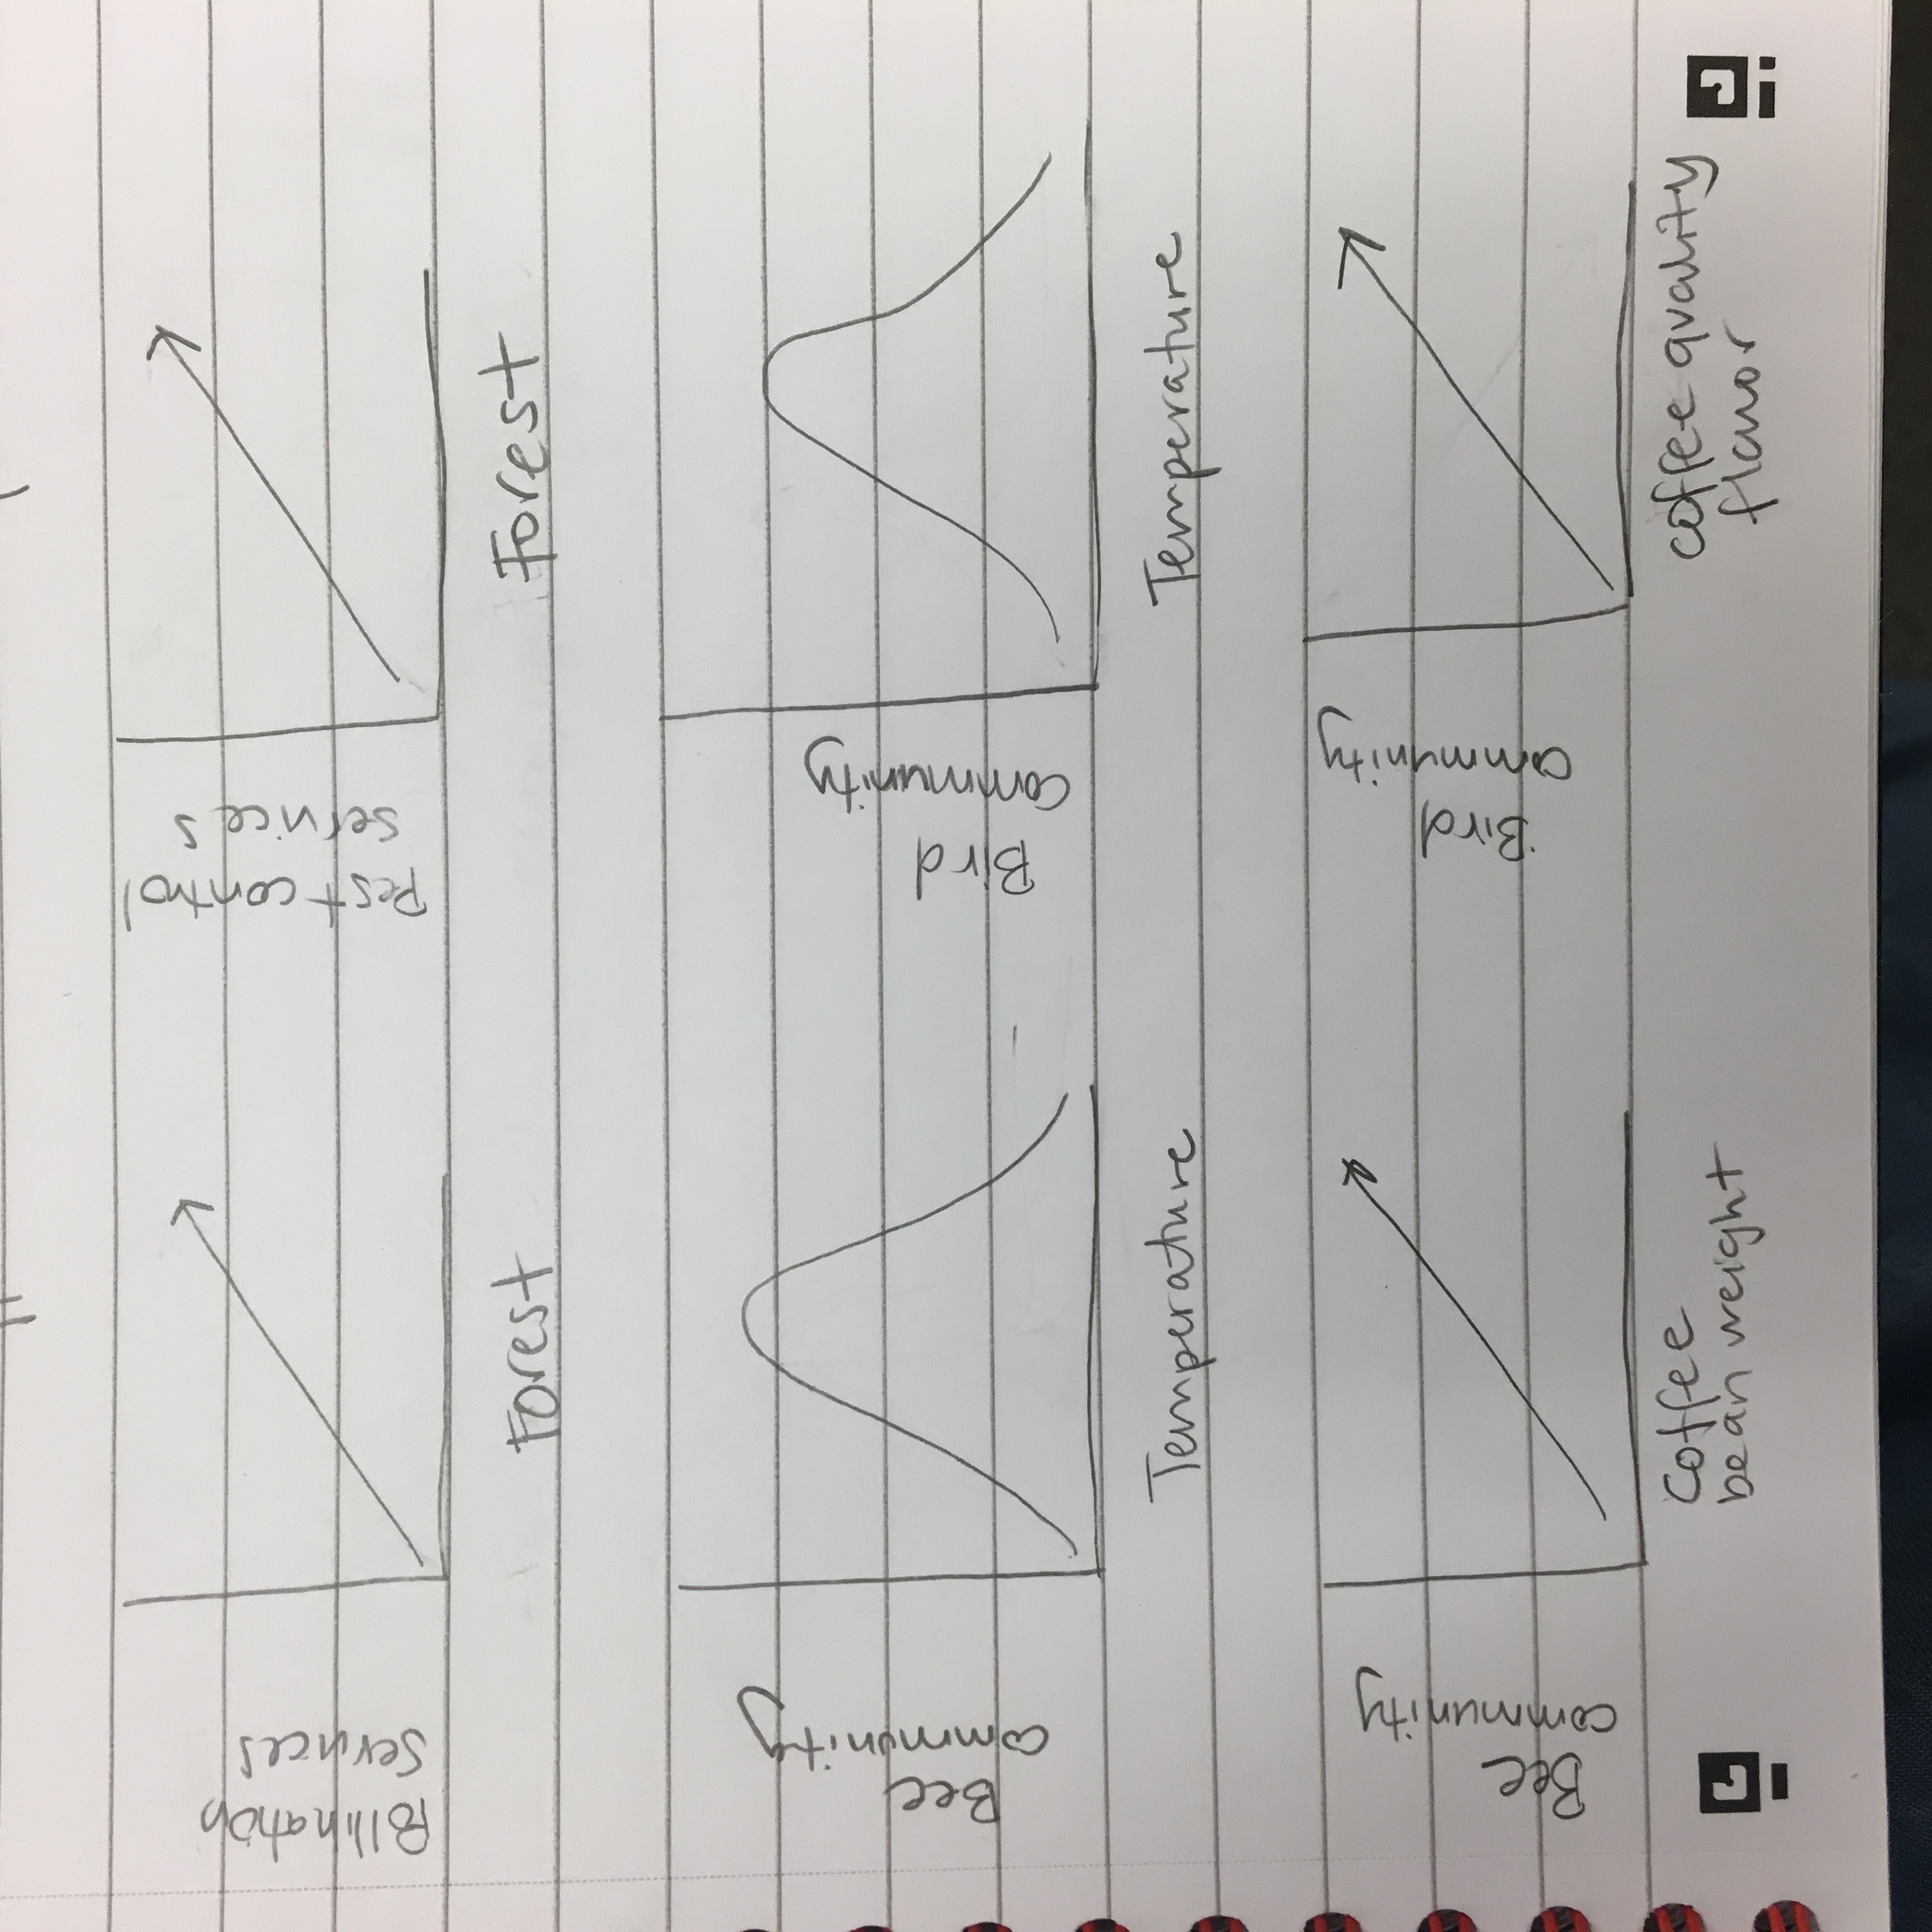 Pollination
Services
Forest
Pest control
services
Forest
Bee
community
Temperature
Bird
community
Temperature
Bee
community
coffee
bean weight
Bird
community
coffee quality
flavor